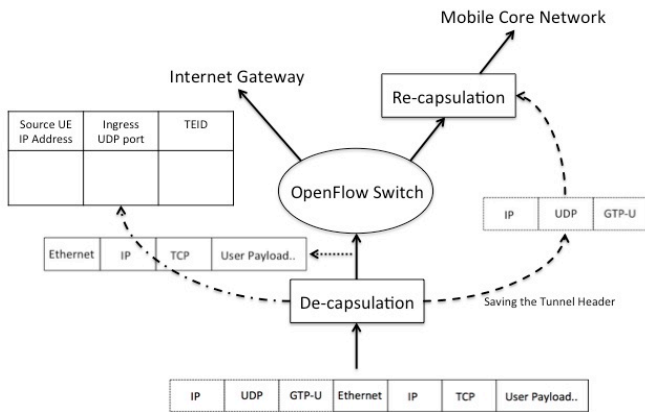 Mobile Core Network
Internet Gateway
Re-capsulation
Source UE
IP Address
Ingress
UDP port
TEID
OpenFlow Switch
IP UDP GTP-U
Ethernet IP TCP User Payload..
De-capsulation
Saving the Tunnel Header
IP UDP GTP-U Ethernet IP TCP User Payload..